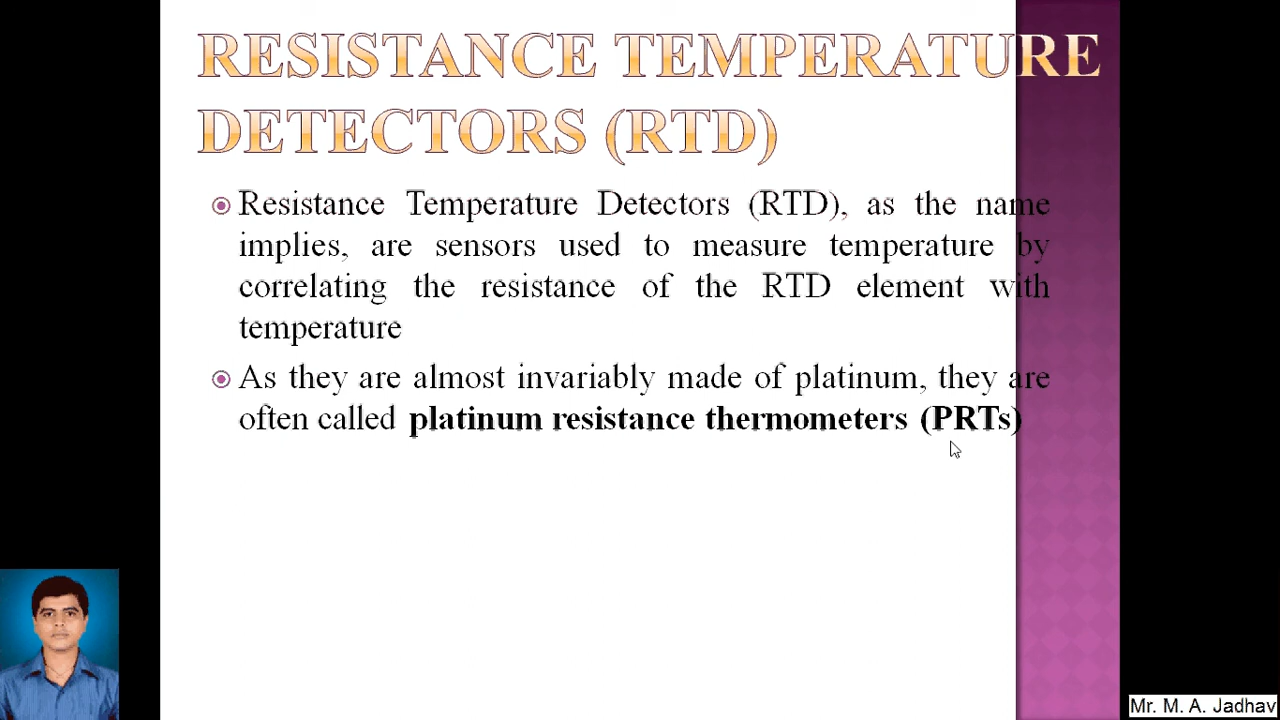 RESISTANCE TEMPERATURE
DETECTORS (RTD)
Resistance Temperature Detectors (RTD), as the name
implies, are sensors used to measure temperature by
correlating the resistance of the RTD element with
temperature
As they are almost invariably made of platinum, they are
often called platinum resistance thermometers (PRTs)
Mr. M. A. Jadhav